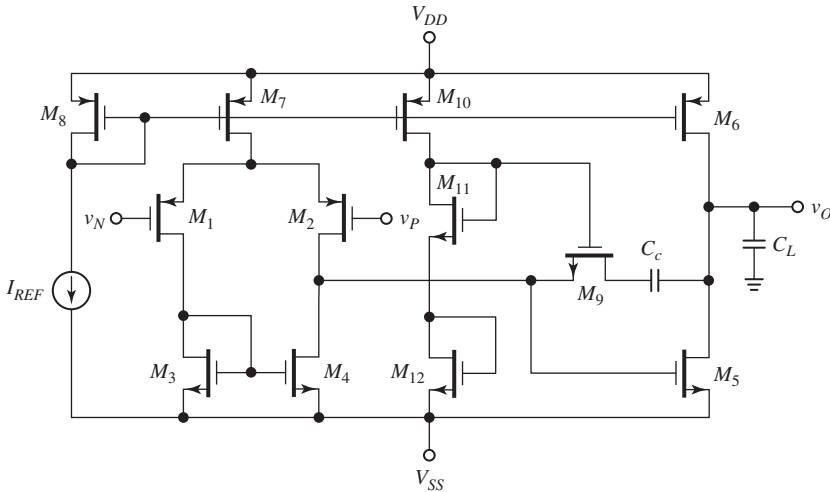 V_DD
M_8
M_7
M_10
M_6
M_11
v_N
M_1
M_2
v_P
v_O
C_c
C_L
I_REF
M_9
M_3
M_4
M_12
M_5
V_SS